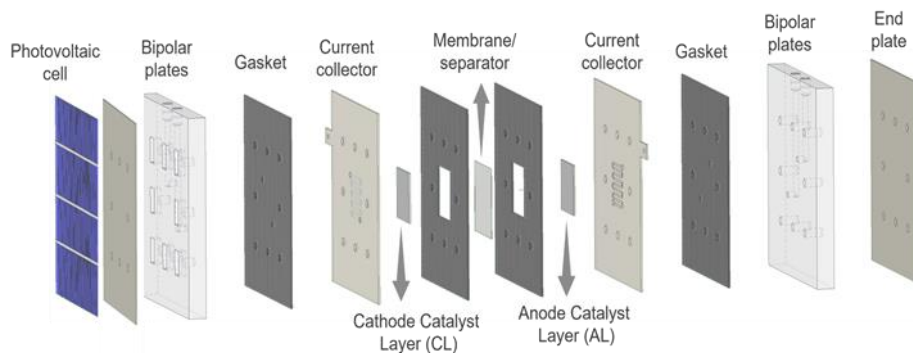 Photovoltaic
cell
Bipolar
plates
Gasket
Current
collector
Membrane/
separator
Current
collector
Gasket
Bipolar
plates
End
plate
Cathode Catalyst
Layer (CL)
Anode Catalyst
Layer (AL)